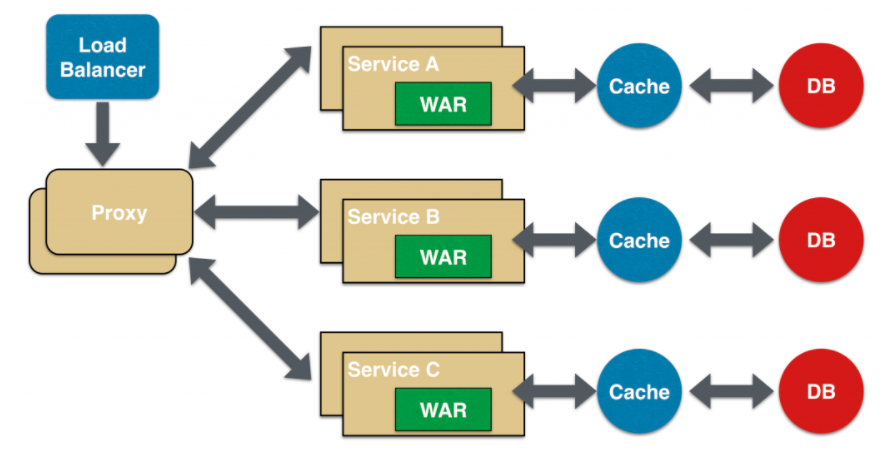 Load
Balancer
Proxy
Service A
WAR
Cache
DB
Service B
WAR
Cache
DB
Service C
WAR
Cache
DB